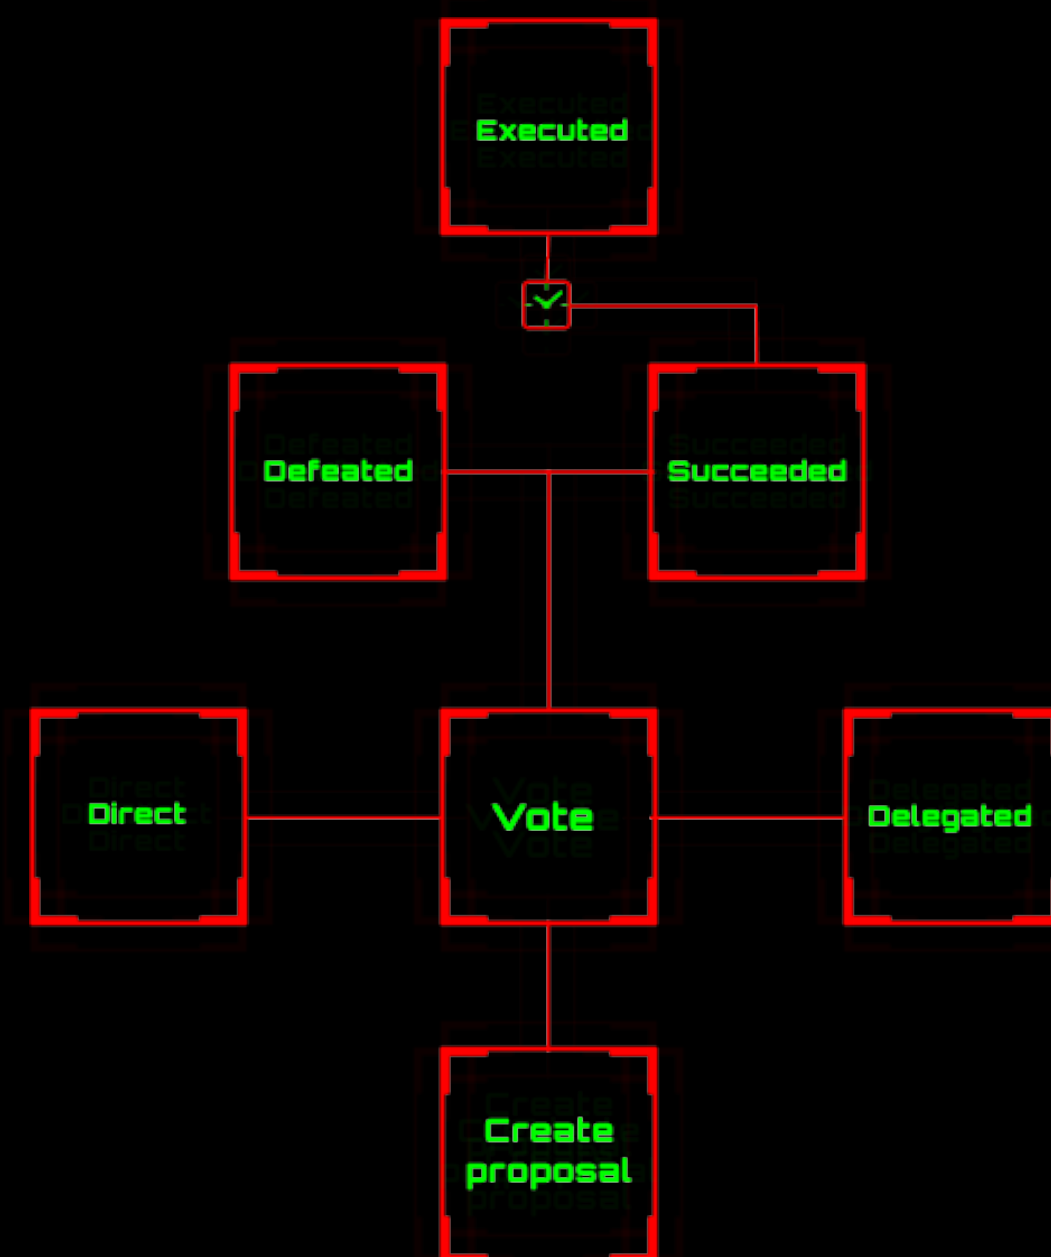 Executed
Defeated
Succeeded
Direct
Vote
Delegated
Create
proposal